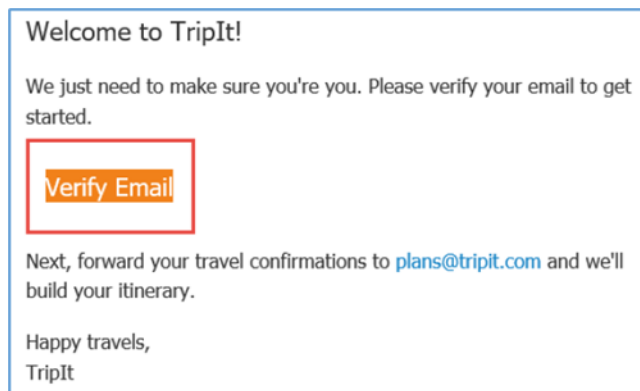 Welcome to TripIt!
We just need to make sure you're you. Please verify your email to get
started.
Verify Email
Next, forward your travel confirmations to plans@tripit.com and we'll
build your itinerary.
Happy travels,
TripIt